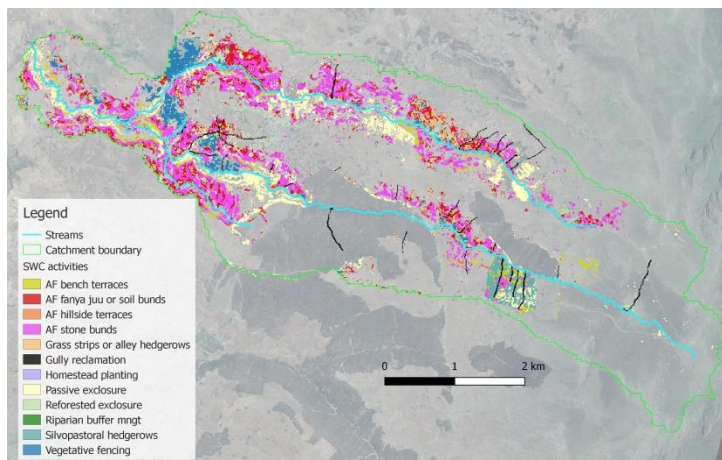 Legend
Streams
Catchment boundary
SWC activities
AF bench terraces
AF fanya juu or soil bunds
AF hillside terraces
AF stone bunds
Grass strips or alley hedgerows
Gully reclamation
Homestead planting
Passive exclosure
Reforested exclosure
Riparian buffer mngt
Silvopastoral hedgerows
Vegetative fencing
0 1 2 km